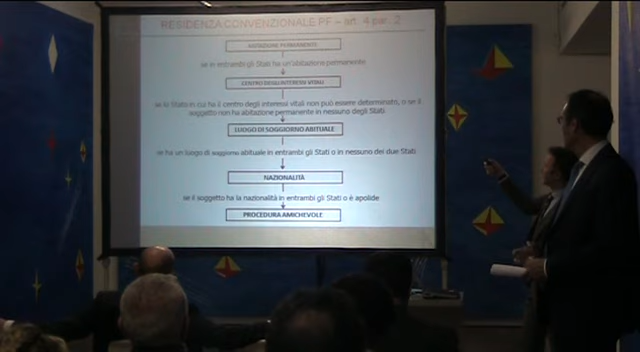 RESIDENZA CONVENZIONALE PF – art. 4 par. 2
ABITAZIONE PERMANENTE
se in entrambi gli Stati ha un'abitazione permanente
CENTRO DEGLI INTERESSI VITALI
se lo Stato in cui ha il centro degli interessi vitali non può essere determinato, o se il
soggetto non ha abitazione permanente in nessuno degli Stati
LUOGO DI SOGGIORNO ABITUALE
se ha un luogo di soggiorno abituale in entrambi gli Stati o in nessuno dei due Stati
NAZIONALITÀ
se il soggetto ha la nazionalità in entrambi gli Stati o è apolide
PROCEDURA AMICHEVOLE